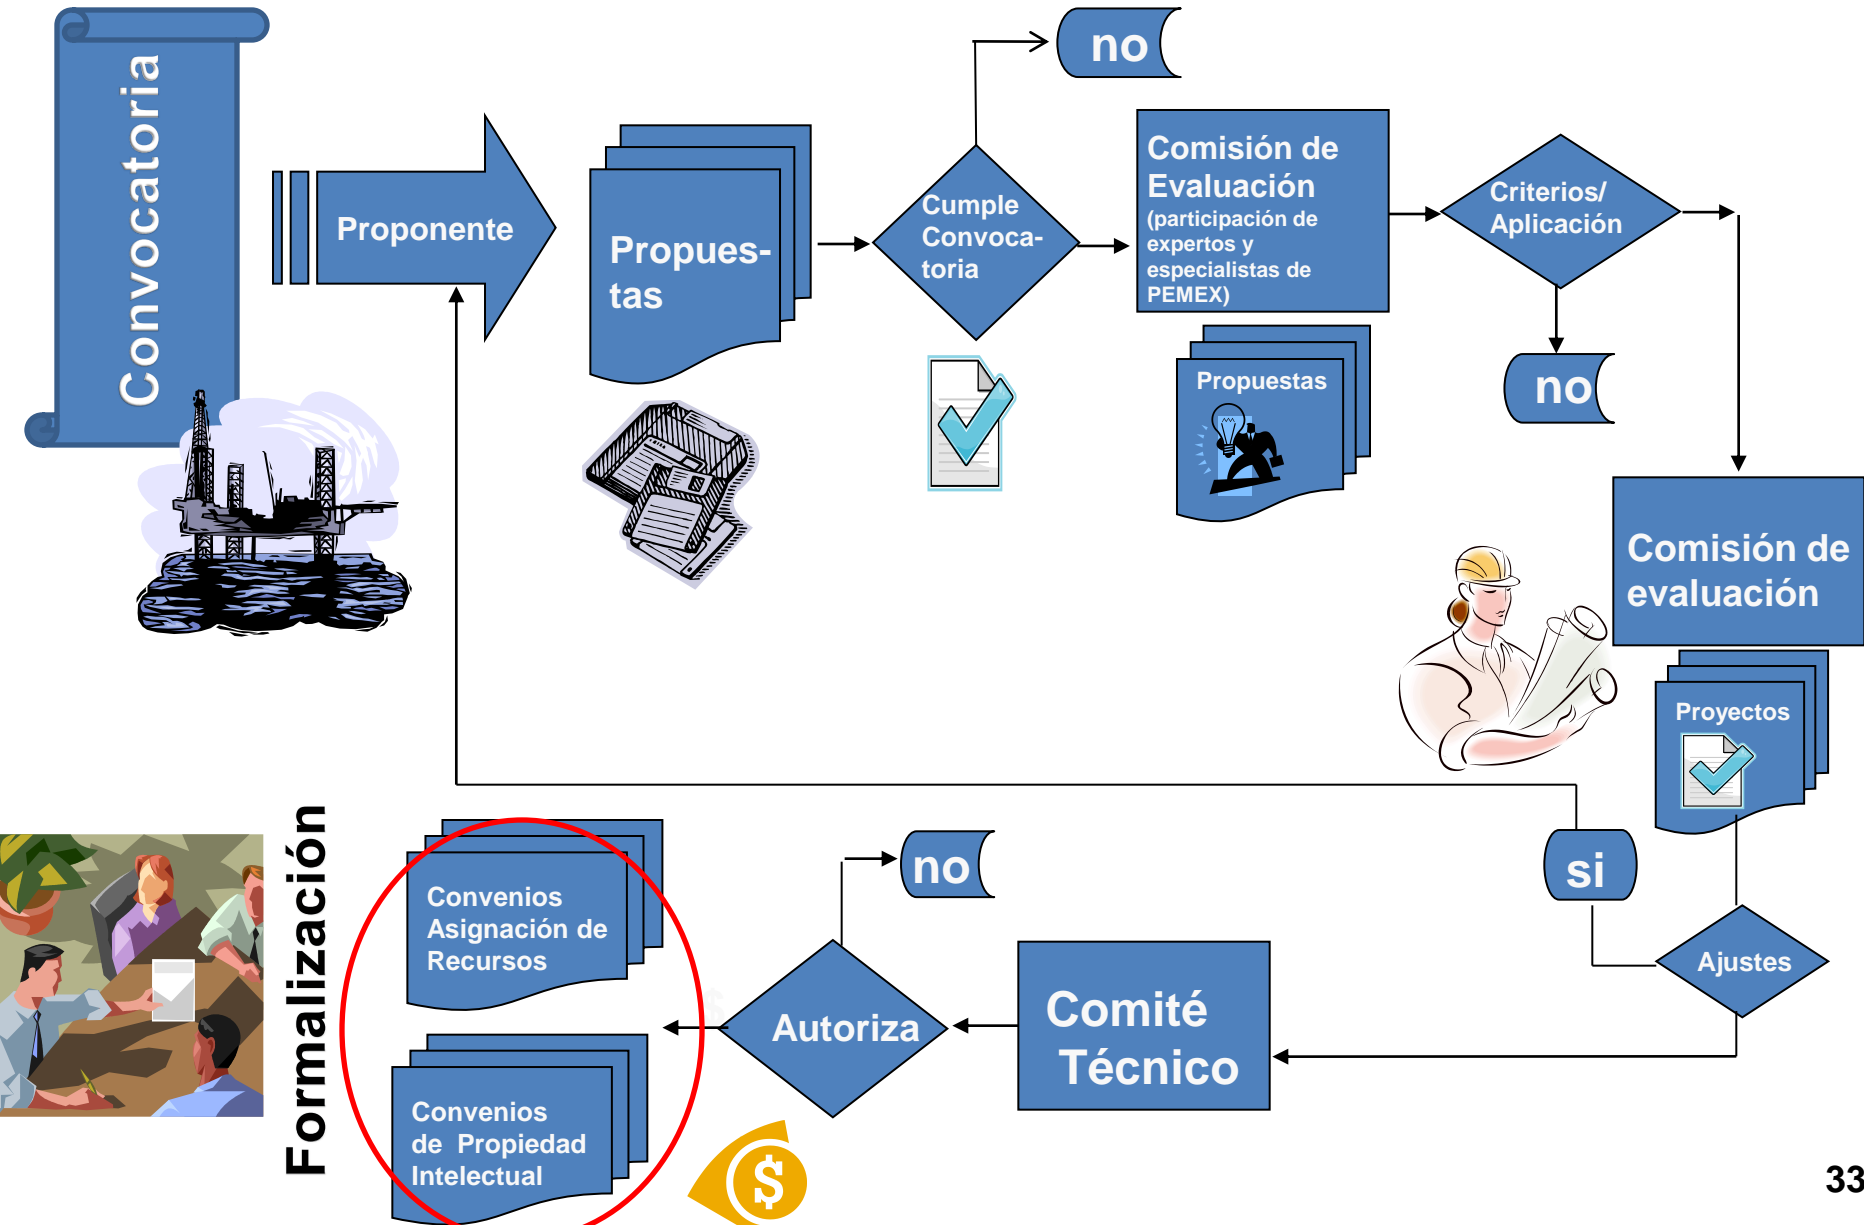 Convocatoria
Proponente
Propues-
tas
Cumple
Convoca-
toria
no
Comisión de
Evaluación
(participación de
expertos y
especialistas de
PEMEX)
Propuestas
Criterios/
Aplicación
no
Comisión de
evaluación
Proyectos
si
Ajustes
Comité
Técnico
Autoriza
no
$
Formalización
Convenios
Asignación de
Recursos
Convenios
de Propiedad
Intelectual
$
33